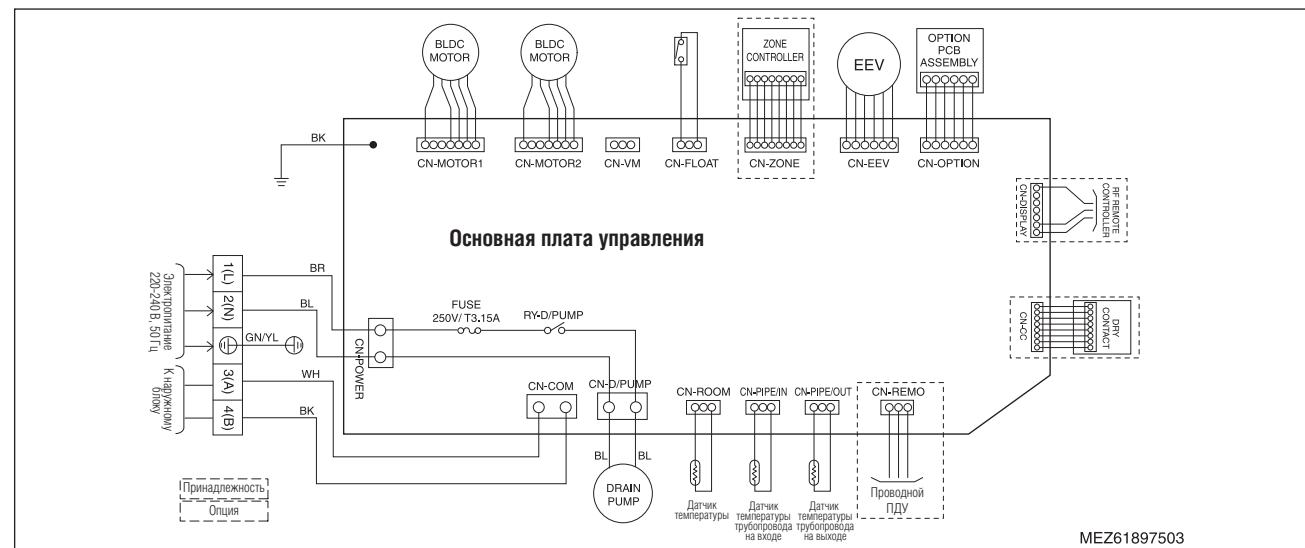 BLDC
MOTOR
BLDC
MOTOR
ZONE
CONTROLLER
EEV
OPTION
PCB
ASSEMBLY
BK
CN-MOTOR1
CN-MOTOR2
CN-VM
CN-FLOAT
CN-ZONE
CN-EEV
CN-OPTION
CN-DISPLAY
RF REMOTE
CONTROLLER
Основная плата управления
Электропитание
220-240 В, 50 Гц
1(L)
BR
2(N)
BL
GN/YL
FUSE
250V/ T3.15A
RY-D/PUMP
CN-POWER
CN-CC
DRY
CONTACT
К наружному
блоку
3(A)
WH
4(B)
BK
CN-COM
CN-D/PUMP
CN-ROOM
CN-PIPE/IN
CN-PIPE/OUT
CN-REMO
BL
BL
DRAIN
PUMP
Датчик
температуры
Датчик
температуры
трубопровода
на входе
Датчик
температуры
трубопровода
на выходе
Проводной
ПДУ
Принадлежность
Опция
MEZ61897503